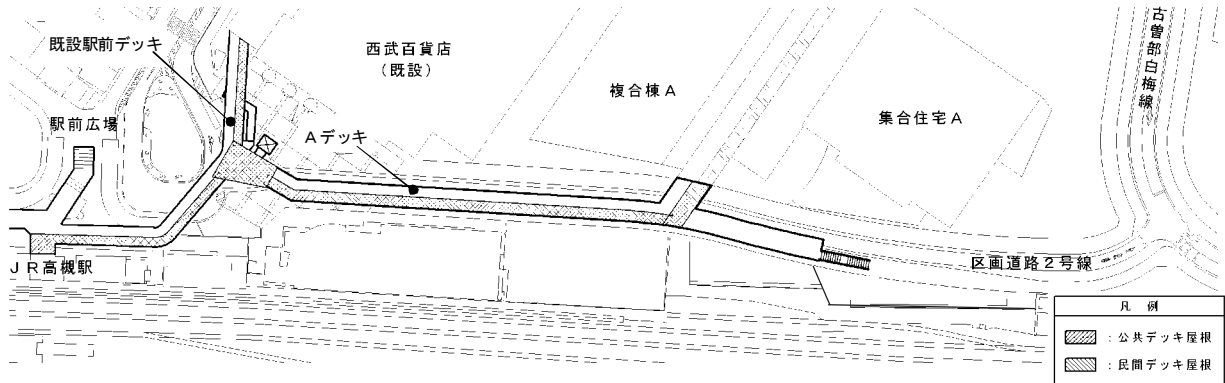 既設駅前デッキ
西武百貨店
（既設）
複合棟A
集合住宅A
古曽部白梅線
駅前広場
Aデッキ
JR高槻駅
区画道路2号線
凡例
：公共デッキ屋根
：民間デッキ屋根